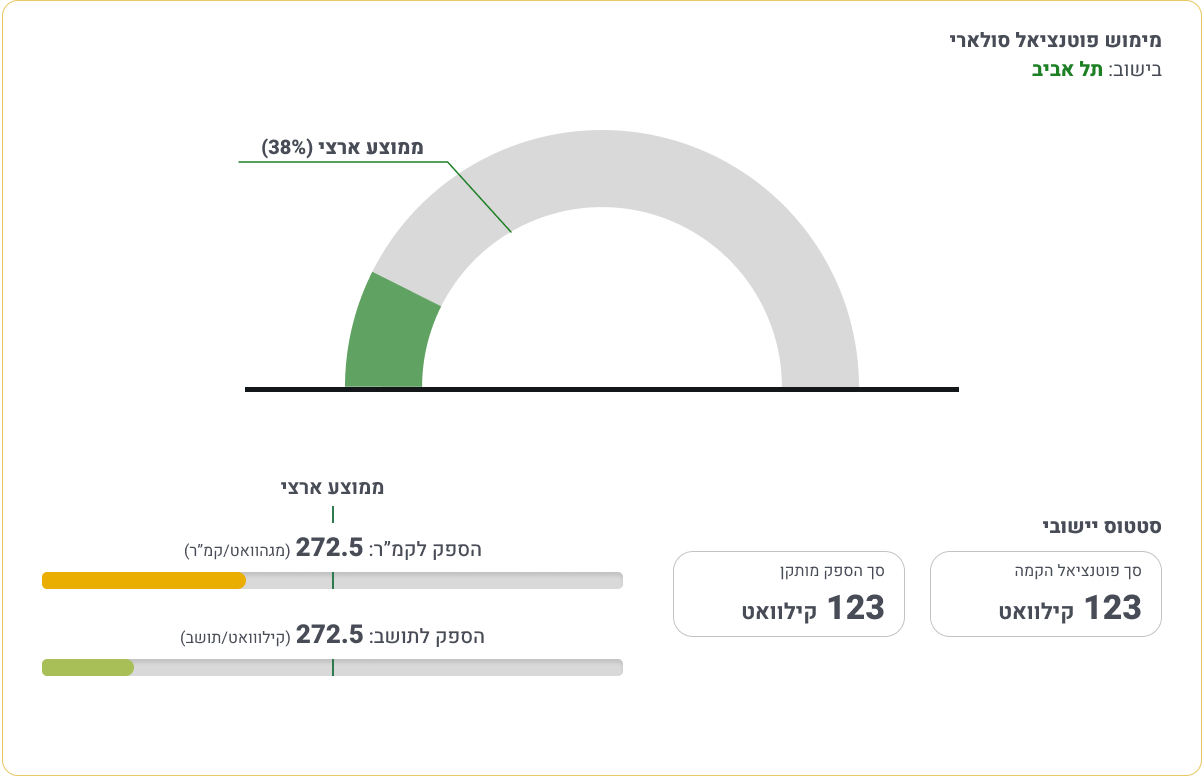 מימוש פוטנציאל סולארי
בישוב: תל אביב
ממוצע ארצי (38%)
סטטוס יישובי
סך פוטנציאל הקמה
123 קילוואט
סך הספק מותקן
123 קילוואט
ממוצע ארצי
הספק לקמ”ר: 272.5 (מגהוואט/קמ”ר)
הספק לתושב: 272.5 (קילוווואט/תושב)